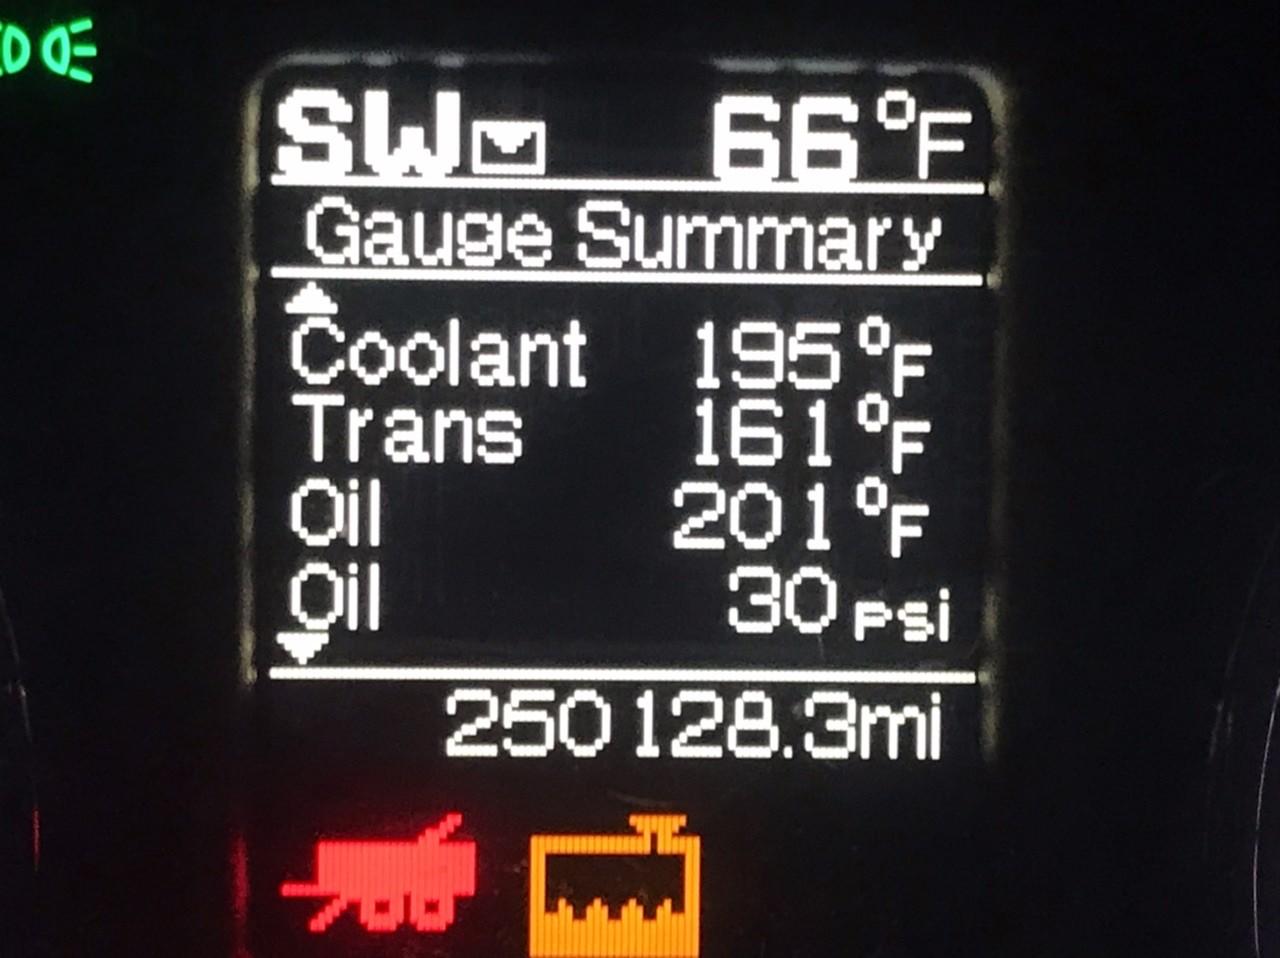 SW 66°F
Gauge Summary
Coolant 195°F
Trans 161°F
Oil 201°F
Oil 30 psi
250128.3mi